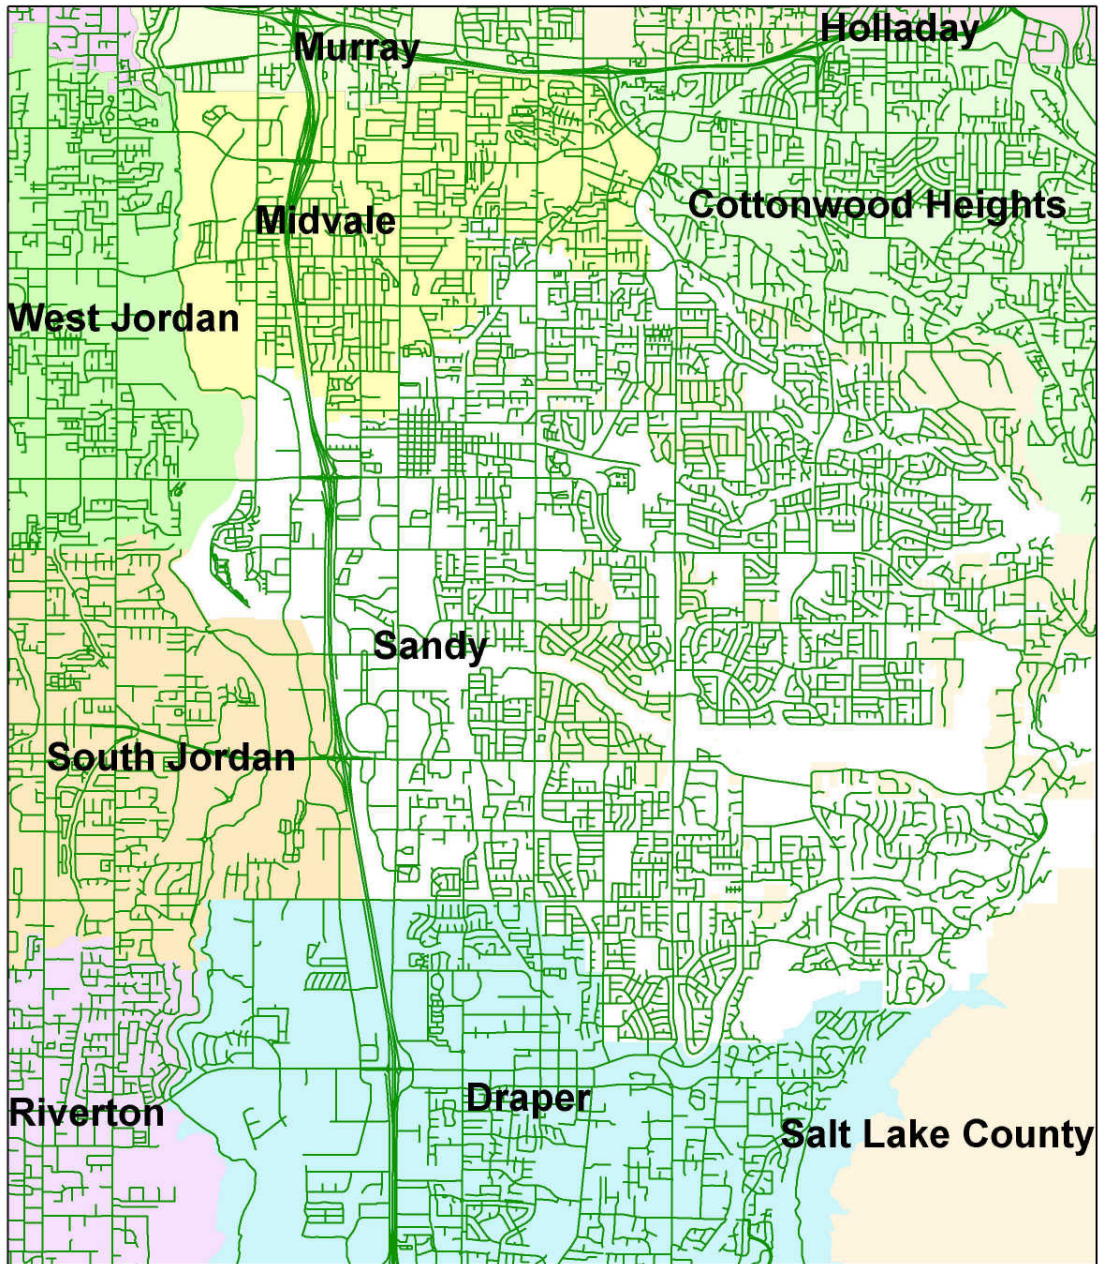 Holladay
Murray
Cottonwood Heights
Midvale
West Jordan
Sandy
South Jordan
Draper
Riverton
Salt Lake County